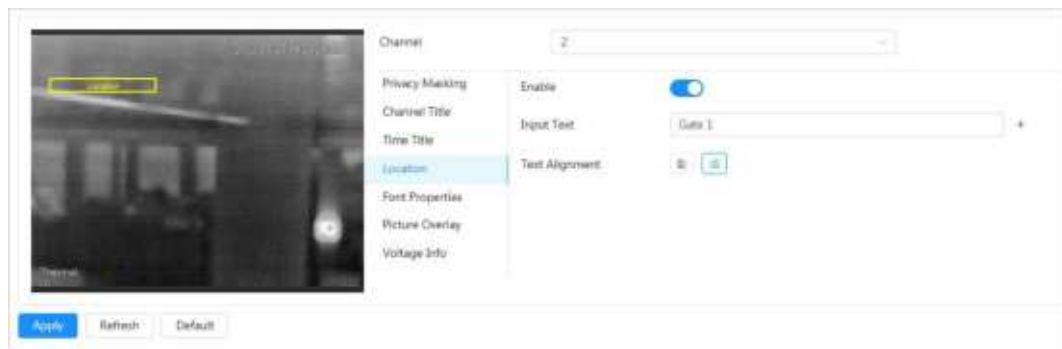 Channel
2
Privacy Masking
Channel Title
Time Title
Location
Font Properties
Picture Overlay
Voltage Info
Enable
Input Text
Gate 1
+
Text Alignment
Location
Thermal
Apply
Refresh
Default